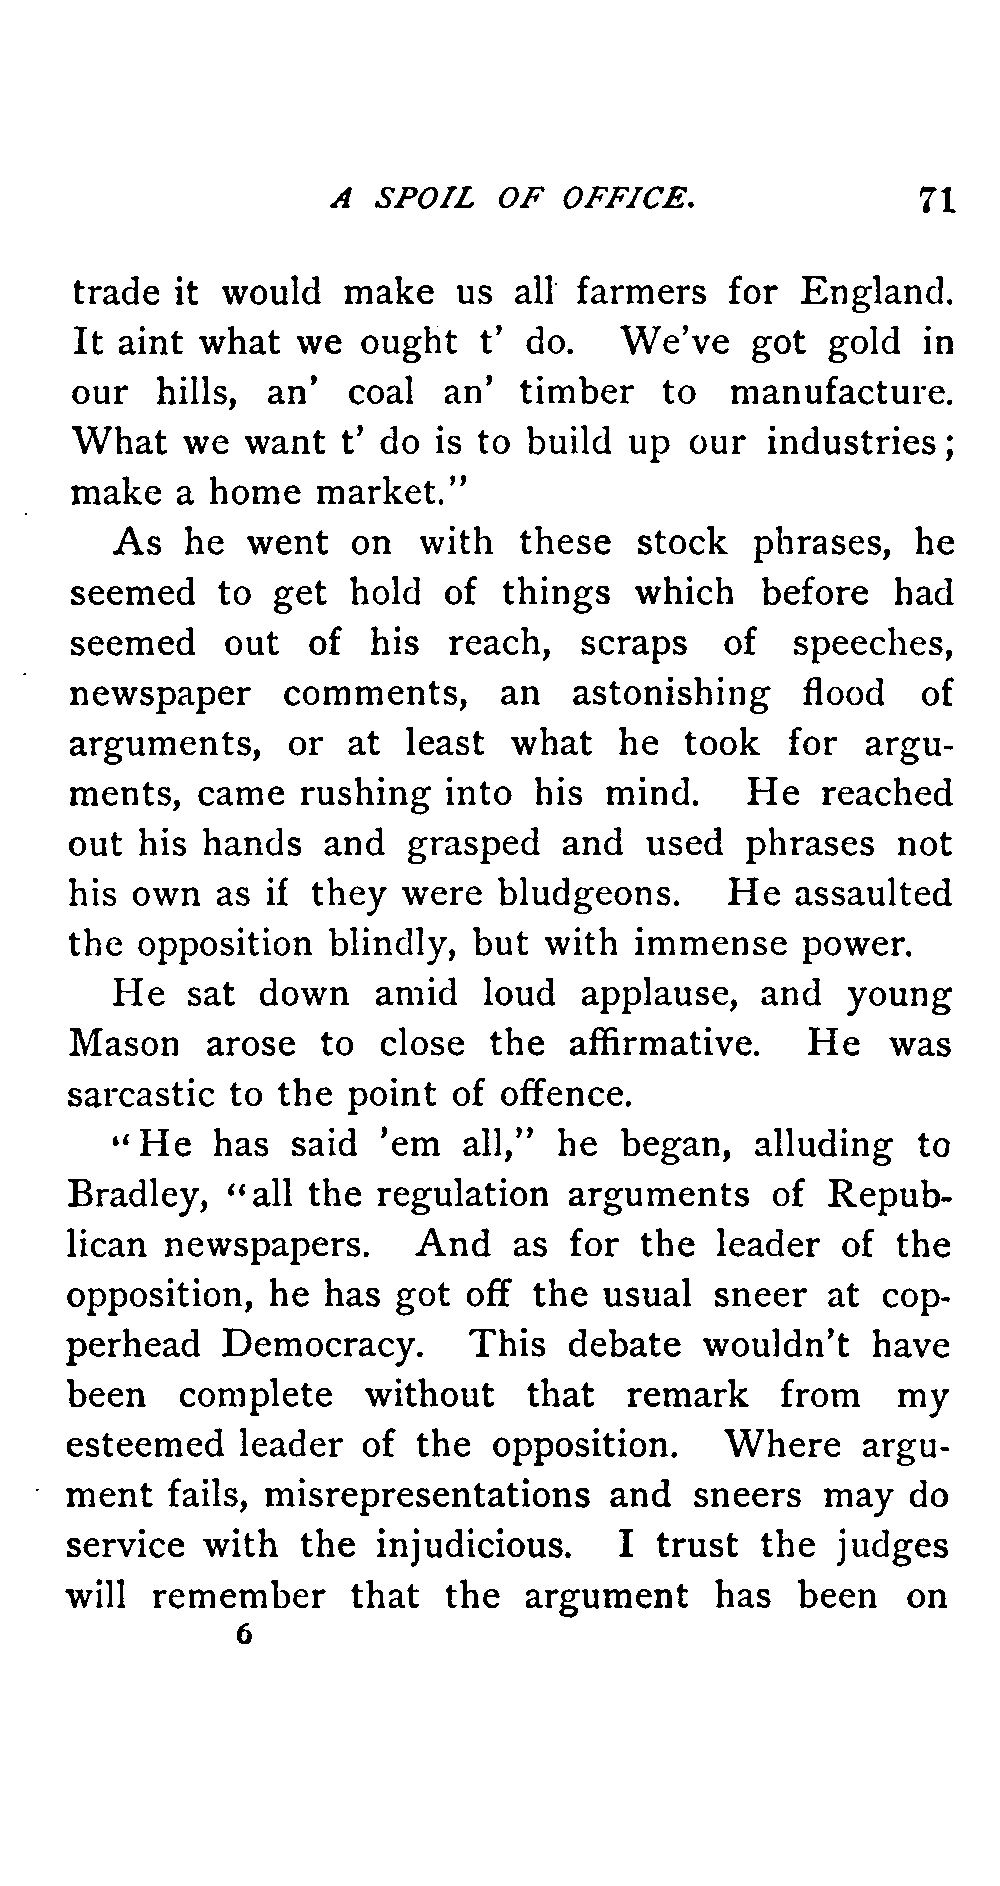 A SPOIL OF OFFICE. 71
trade it would make us all farmers for England.
It aint what we ought t' do. We've got gold in
our hills, an' coal an' timber to manufacture.
What we want t' do is to build up our industries;
make a home market."
As he went on with these stock phrases, he
seemed to get hold of things which before had
seemed out of his reach, scraps of speeches,
newspaper comments, an astonishing flood of
arguments, or at least what he took for argu-
ments, came rushing into his mind. He reached
out his hands and grasped and used phrases not
his own as if they were bludgeons. He assaulted
the opposition blindly, but with immense power.
He sat down amid loud applause, and young
Mason arose to close the affirmative. He was
sarcastic to the point of offence.
"He has said 'em all," he began, alluding to
Bradley, "all the regulation arguments of Repub-
lican newspapers. And as for the leader of the
opposition, he has got off the usual sneer at cop-
perhead Democracy. This debate wouldn't have
been complete without that remark from my
esteemed leader of the opposition. Where argu-
ment fails, misrepresentations and sneers may do
service with the injudicious. I trust the judges
will remember that the argument has been on
6